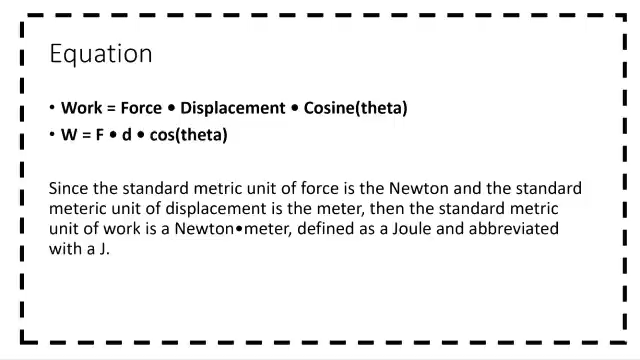 Equation
• Work = Force • Displacement • Cosine(theta)
• W = F • d • cos(theta)
Since the standard metric unit of force is the Newton and the standard
meteric unit of displacement is the meter, then the standard metric
unit of work is a Newton•meter, defined as a Joule and abbreviated
with a J.